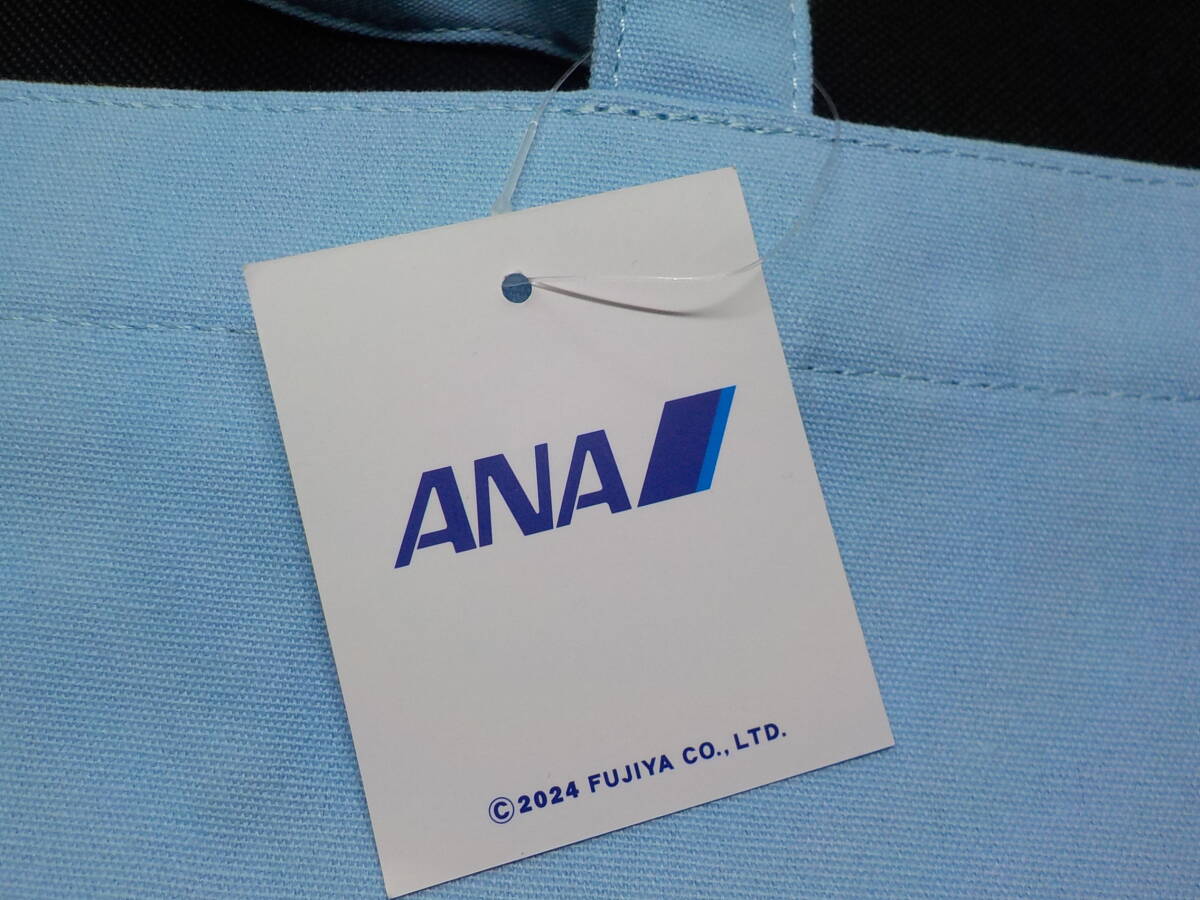 ANA
©2024 FUJIYA CO., LTD.